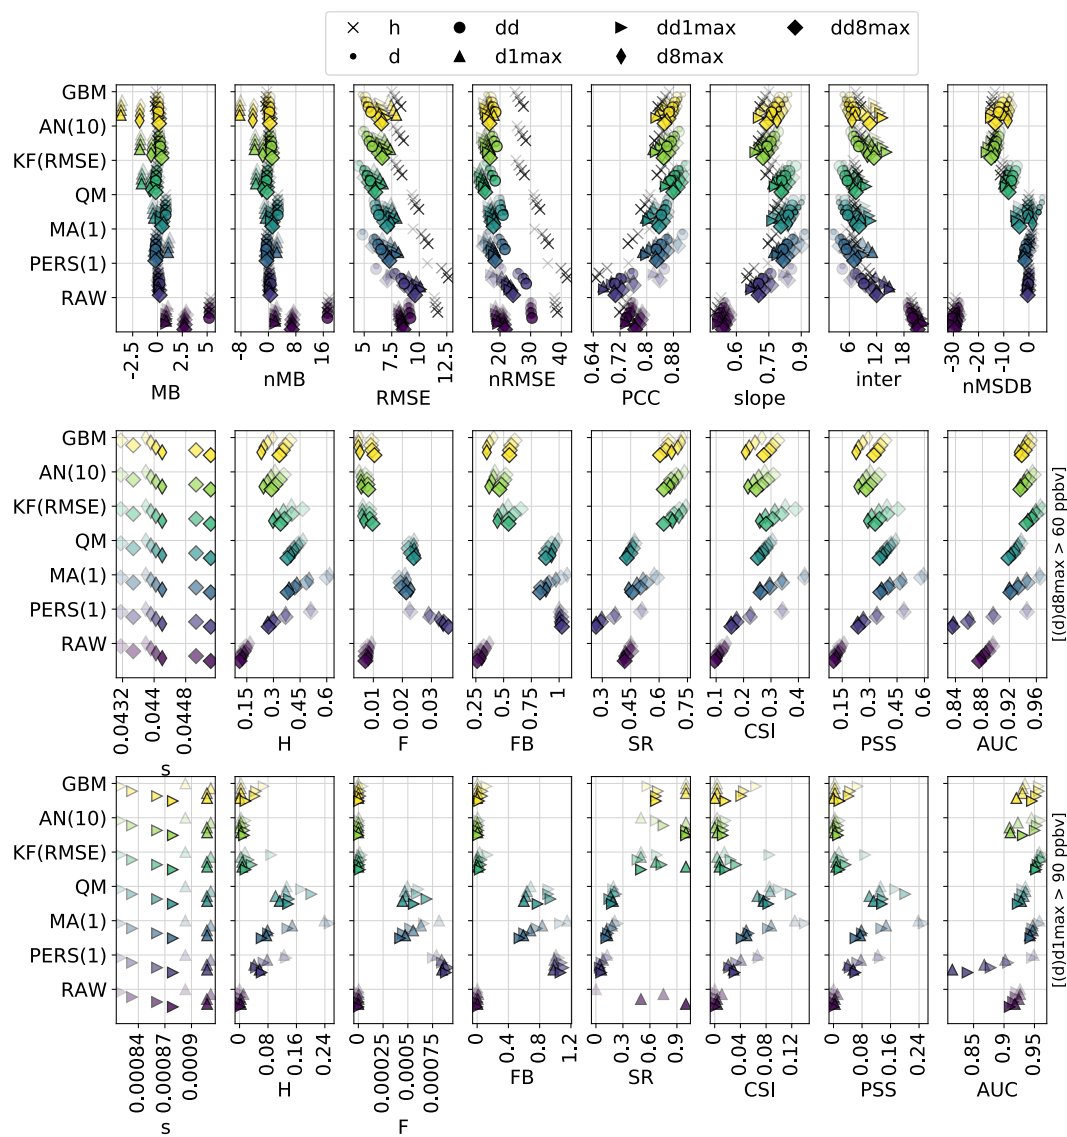 h dd dd1max dd8max
d d1max d8max
GBM
AN(10)
KF(RMSE)
QM
MA(1)
PERS(1)
RAW
-2.5 0 2.5 5 -8 0 8 16 5 7.5 10 12.5 20 30 40 0.64 0.72 0.8 0.88 0.6 0.75 0.9 6 12 18 -30 -15 0
MB nMB RMSE nRMSE PCC slope inter nMSDB
GBM
AN(10)
KF(RMSE)
QM
MA(1)
PERS(1)
RAW
[(d)d8max > 60 ppbv]
0.0432 0.044 0.0448 0.15 0.3 0.45 0.6 0.01 0.02 0.03 0.25 0.5 0.75 1 0.3 0.45 0.6 0.75 0.1 0.2 0.3 0.4 0.15 0.3 0.45 0.6 0.84 0.88 0.92 0.96
s H F FB SR CSI PSS AUC
GBM
AN(10)
KF(RMSE)
QM
MA(1)
PERS(1)
RAW
[(d)d1max > 90 ppbv]
0.00084 0.00087 0.0009 0 0.08 0.16 0.24 0 0.00025 0.0005 0.00075 0 0.4 0.8 1.2 0 0.3 0.6 0.9 0 0.04 0.08 0.12 0 0.08 0.16 0.24 0.85 0.9 0.95
s H F FB SR CSI PSS AUC